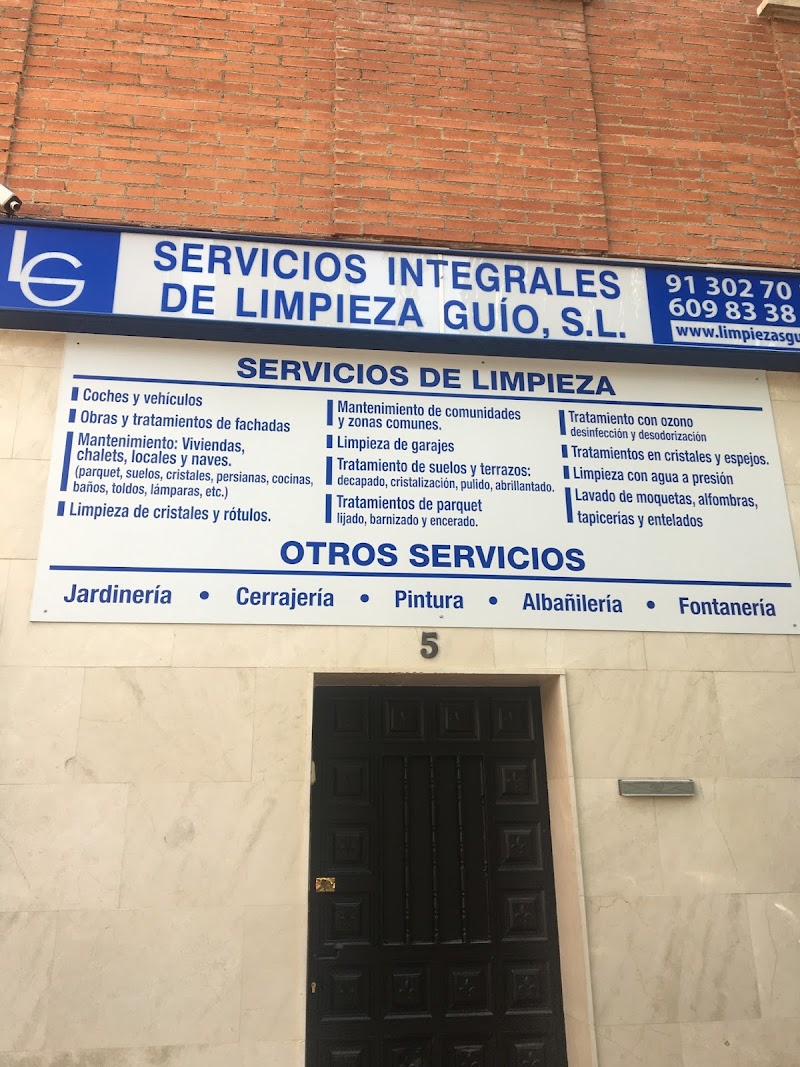 LG
SERVICIOS INTEGRALES
DE LIMPIEZA GUÍO, S.L.
91 302 70
609 83 38
www.limpiezasgu
SERVICIOS DE LIMPIEZA
Coches y vehículos
Obras y tratamientos de fachadas
Mantenimiento: Viviendas,
chalets, locales y naves.
(parquet, suelos, cristales, persianas, cocinas,
baños, toldos, lámparas, etc.)
Limpieza de cristales y rótulos.
Mantenimiento de comunidades
y zonas comunes.
Limpieza de garajes
Tratamiento de suelos y terrazos:
decapado, cristalización, pulido, abrillantado.
Tratamientos de parquet
lijado, barnizado y encerado.
Tratamiento con ozono
desinfección y desodorización
Tratamientos en cristales y espejos.
Limpieza con agua a presión
Lavado de moquetas, alfombras,
tapicerías y entelados
OTROS SERVICIOS
Jardinería • Cerrajería • Pintura • Albañilería • Fontanería
5